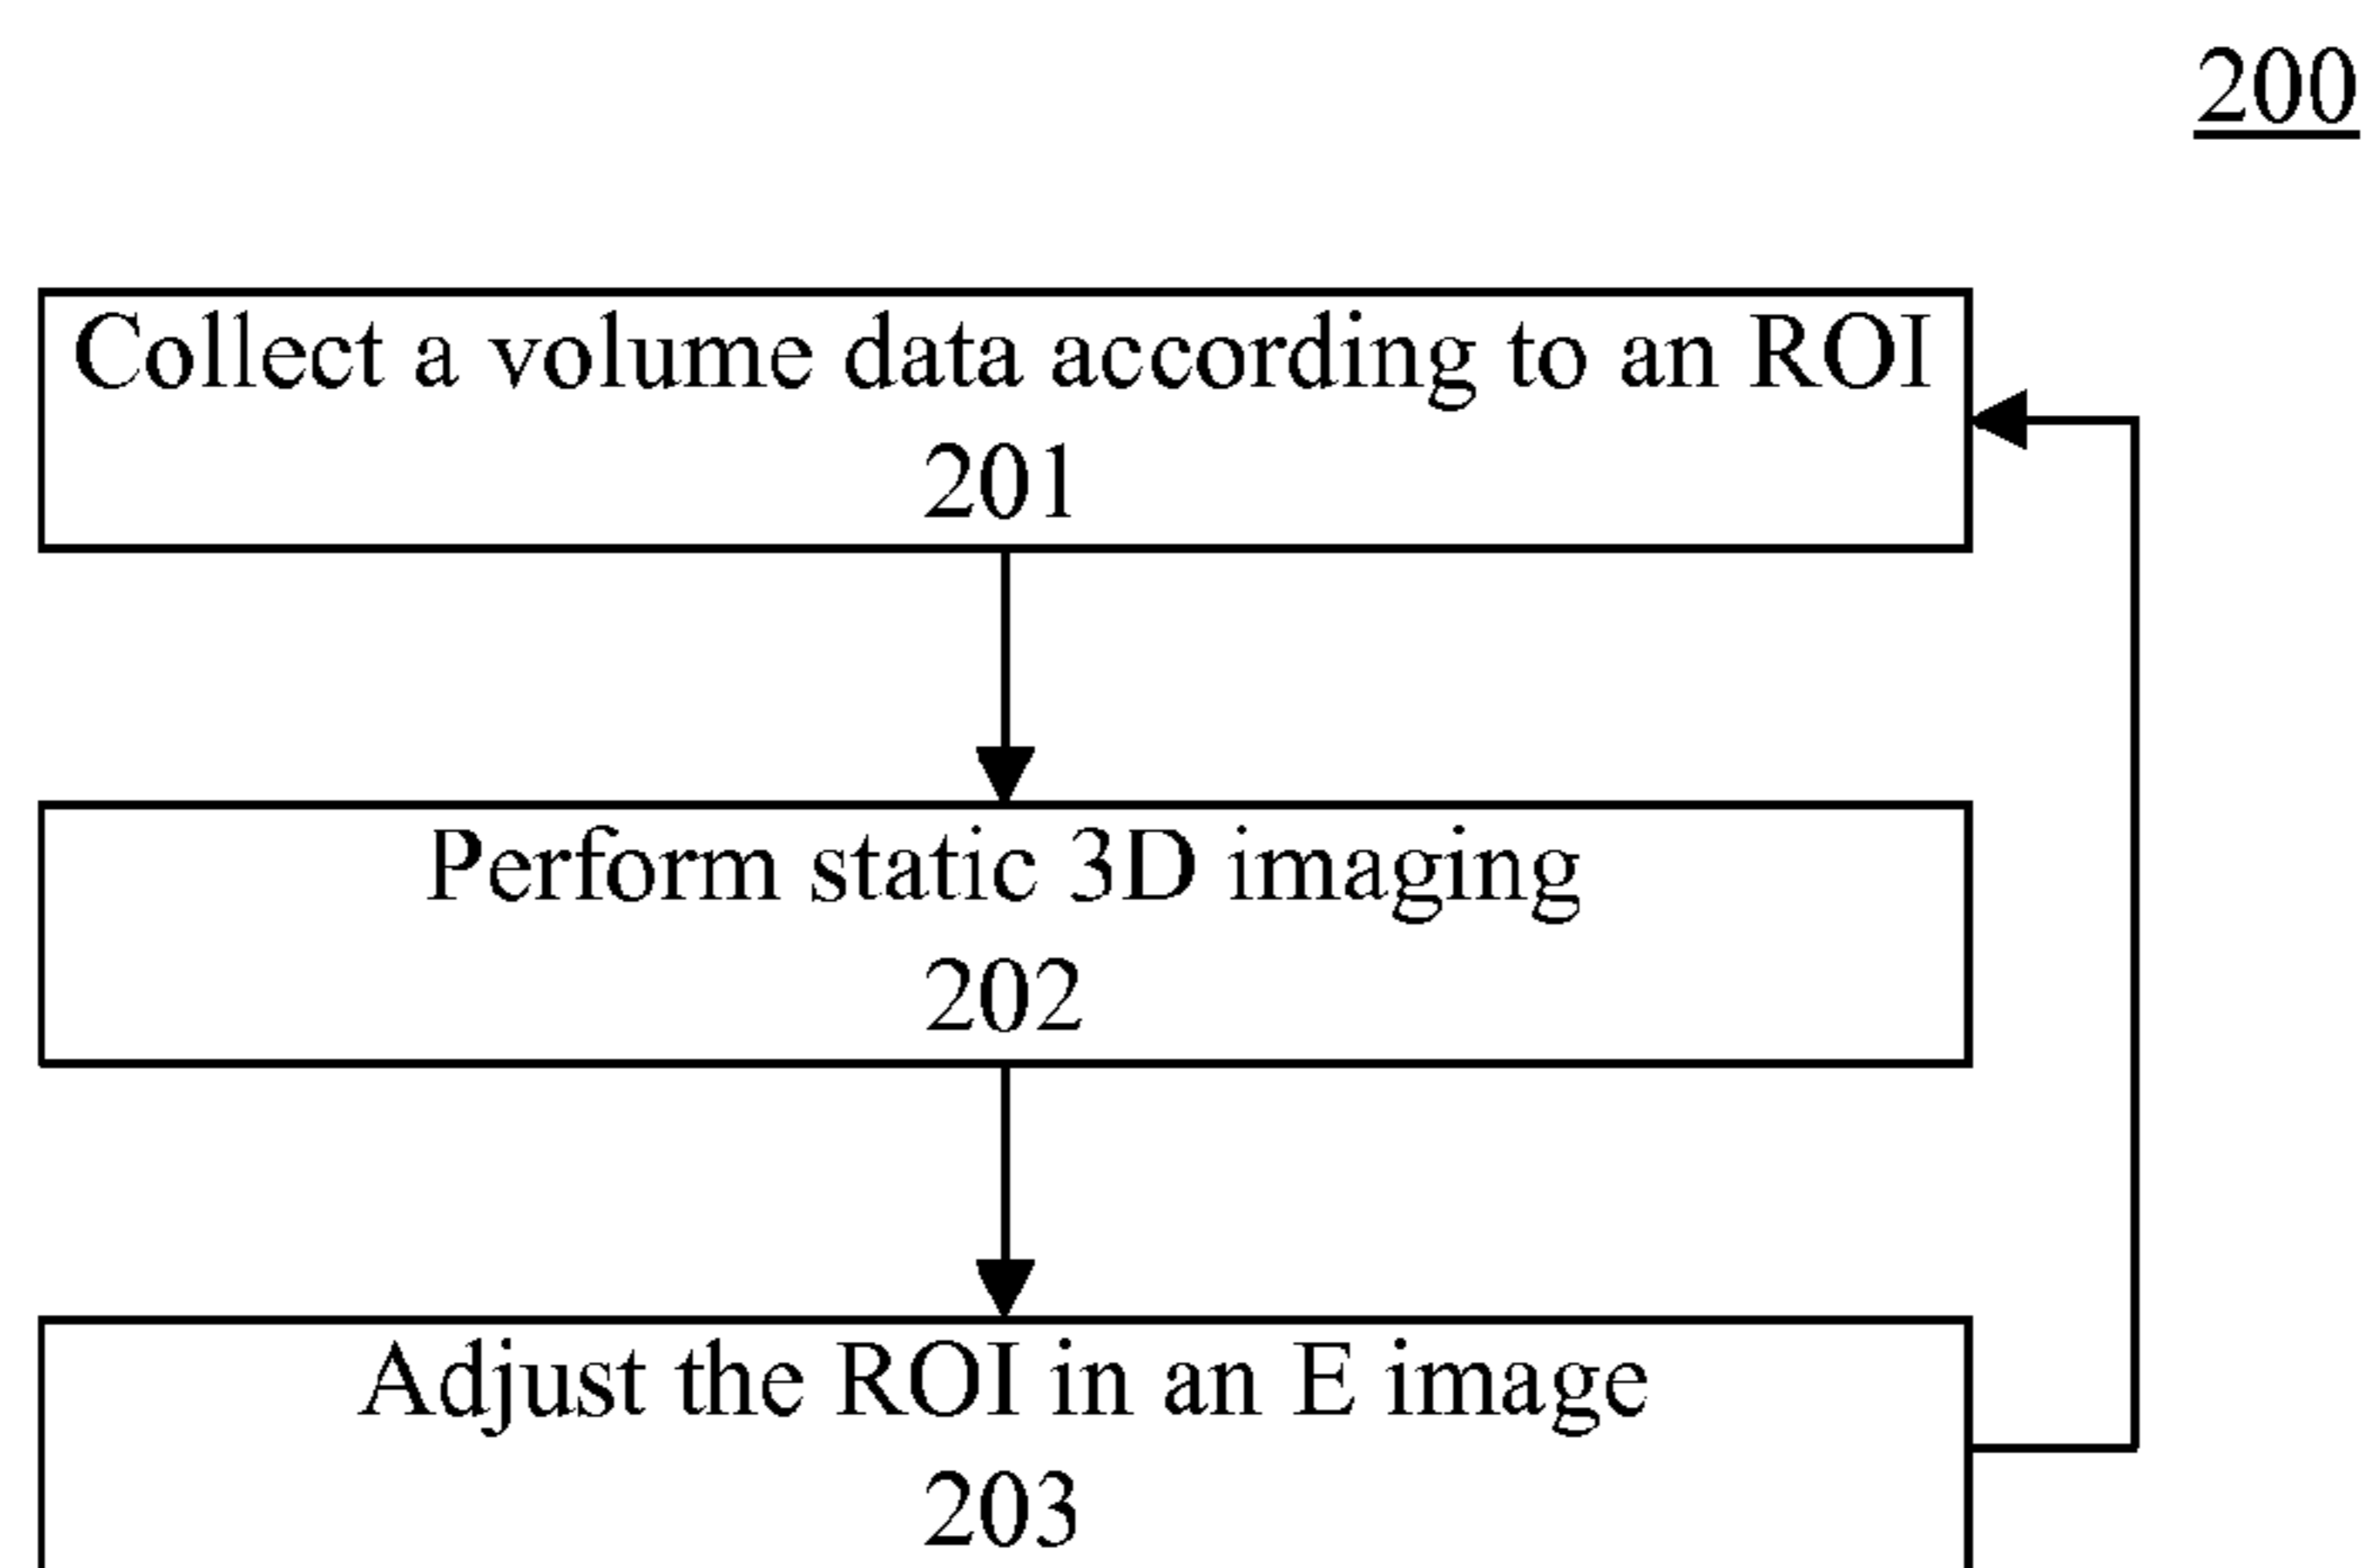 200
Collect a volume data according to an ROI
201
Perform static 3D imaging
202
Adjust the ROI in an E image
203